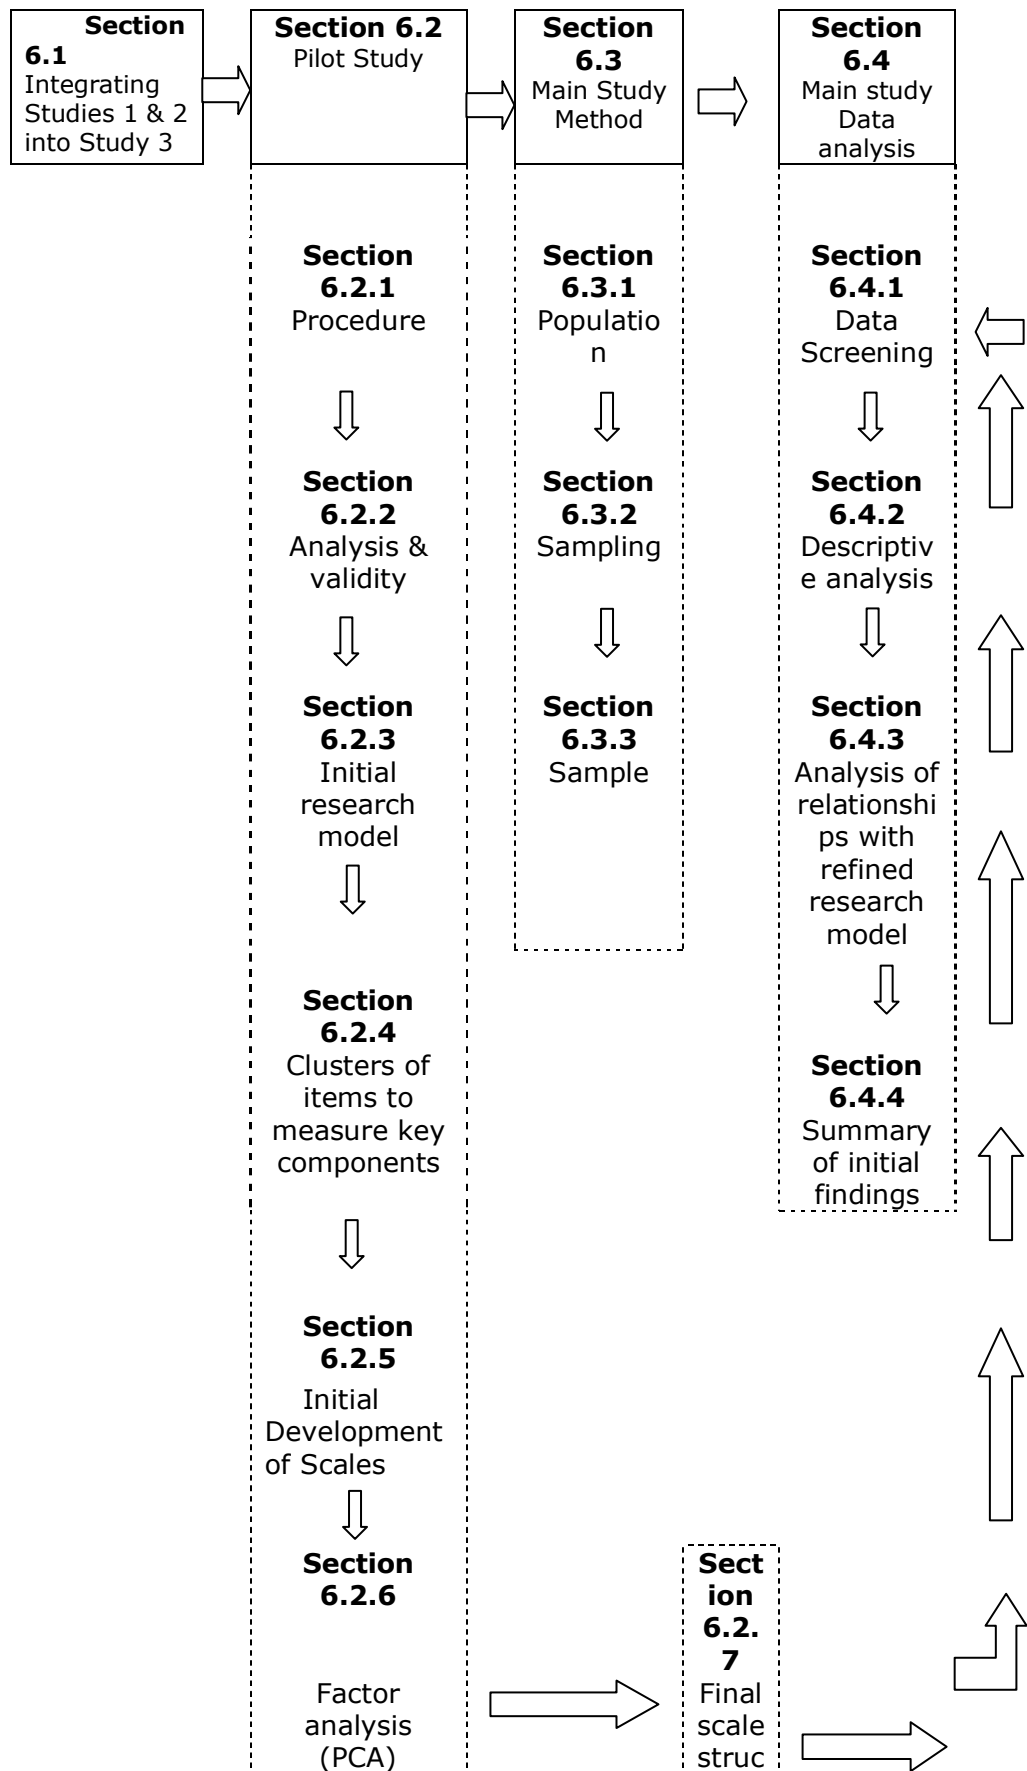 Section
6.1
Integrating
Studies 1 & 2
into Study 3
Section 6.2
Pilot Study
Section
6.3
Main Study
Method
Section
6.4
Main study
Data
analysis
Section
6.2.1
Procedure
Section
6.2.2
Analysis &
validity
Section
6.2.3
Initial
research
model
Section
6.2.4
Clusters of
items to
measure key
components
Section
6.2.5
Initial
Development
of Scales
Section
6.2.6
Factor
analysis
(PCA)
Section
6.3.1
Populatio
n
Section
6.3.2
Sampling
Section
6.3.3
Sample
Sect
ion
6.2.
7
Final
scale
struc
Section
6.4.1
Data
Screening
Section
6.4.2
Descriptiv
e analysis
Section
6.4.3
Analysis of
relationshi
ps with
refined
research
model
Section
6.4.4
Summary
of initial
findings